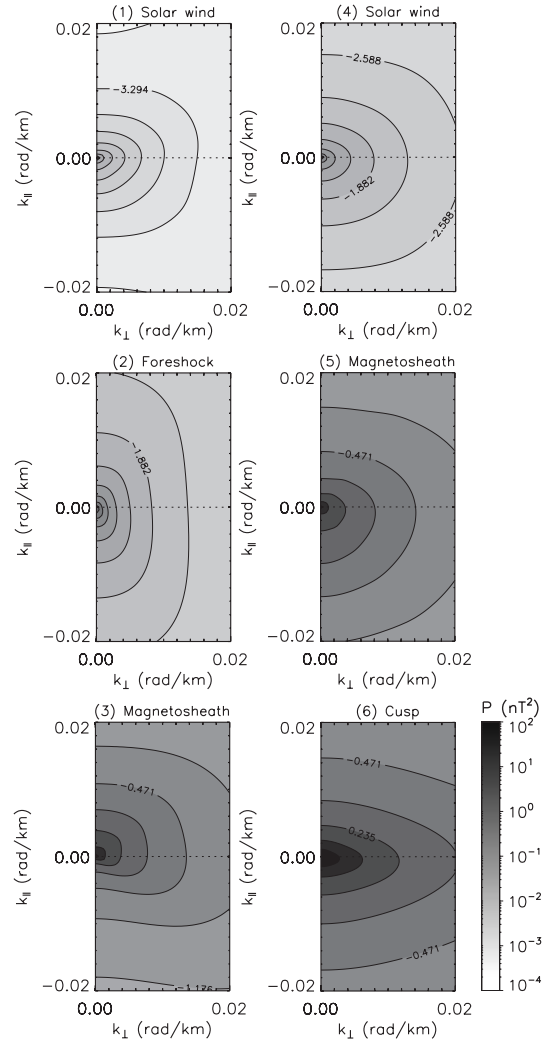 (1) Solar wind
0.02
k∥ (rad/km)
0.00
−0.02
−3.294
0.00
0.02
k⊥ (rad/km)
(4) Solar wind
0.02
k∥ (rad/km)
0.00
−0.02
−2.588
−1.882
−2.588
0.00
0.02
k⊥ (rad/km)
(2) Foreshock
0.02
k∥ (rad/km)
0.00
−0.02
−1.882
0.00
0.02
k⊥ (rad/km)
(5) Magnetosheath
0.02
k∥ (rad/km)
0.00
−0.02
−0.471
0.00
0.02
k⊥ (rad/km)
(3) Magnetosheath
0.02
k∥ (rad/km)
0.00
−0.02
−0.471
−1.176
0.00
0.02
k⊥ (rad/km)
(6) Cusp
0.02
k∥ (rad/km)
0.00
−0.02
−0.471
0.235
−0.471
0.00
0.02
k⊥ (rad/km)
P (nT²)
10²
10¹
10⁰
10⁻¹
10⁻²
10⁻³
10⁻⁴